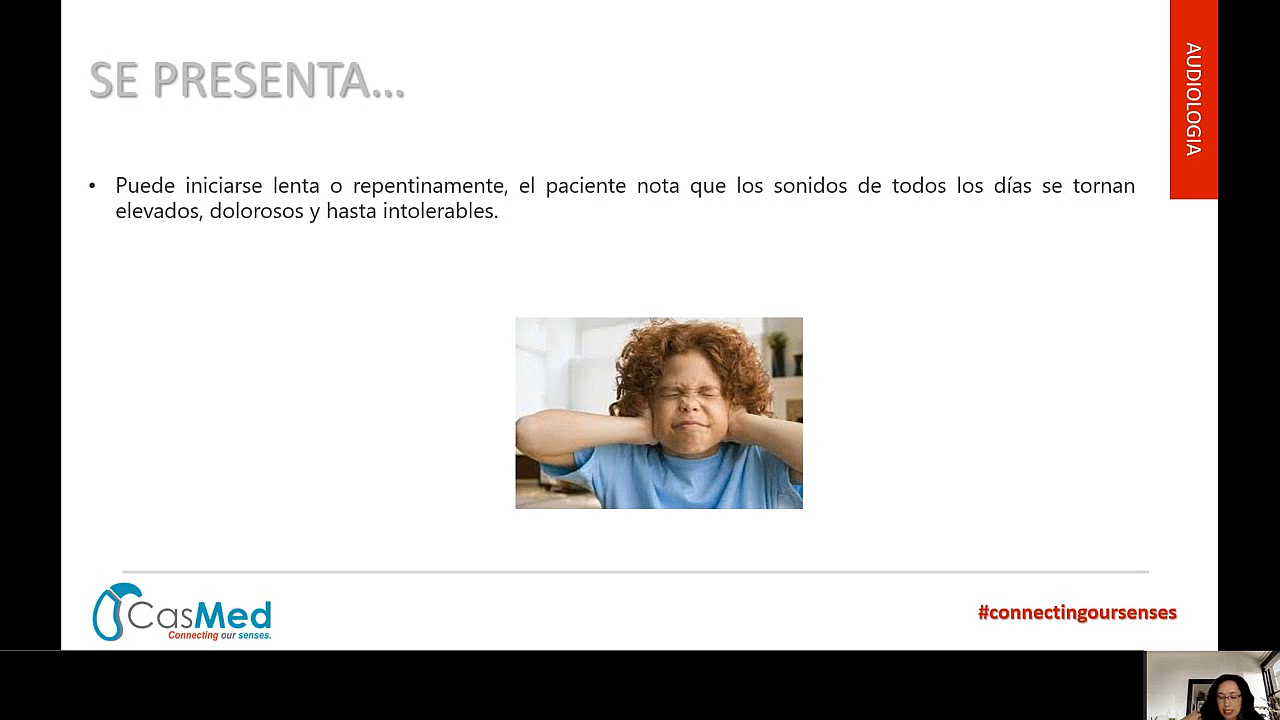 SE PRESENTA...
AUDIOLOGIA
• Puede iniciarse lenta o repentinamente, el paciente nota que los sonidos de todos los días se tornan
elevados, dolorosos y hasta intolerables.
CasMed
Connecting our senses.
#connectingoursenses